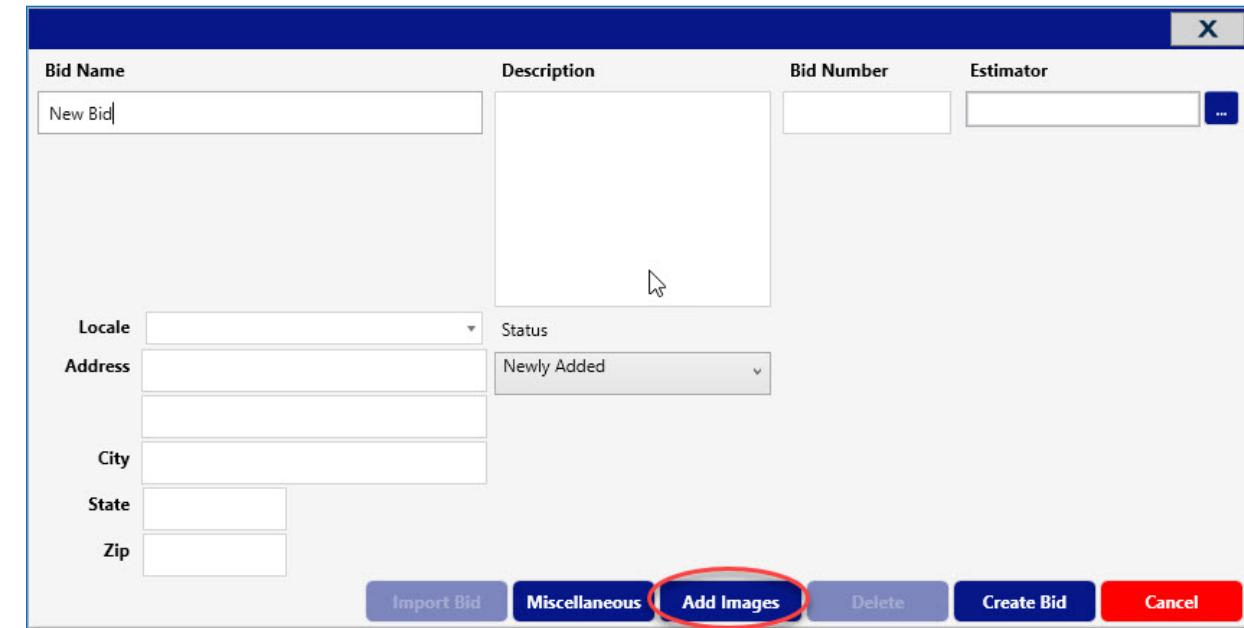 X
Bid Name Description Bid Number Estimator
New Bid ...
Locale Status
Address Newly Added
City
State
Zip
Import Bid Miscellaneous Add Images Delete Create Bid Cancel